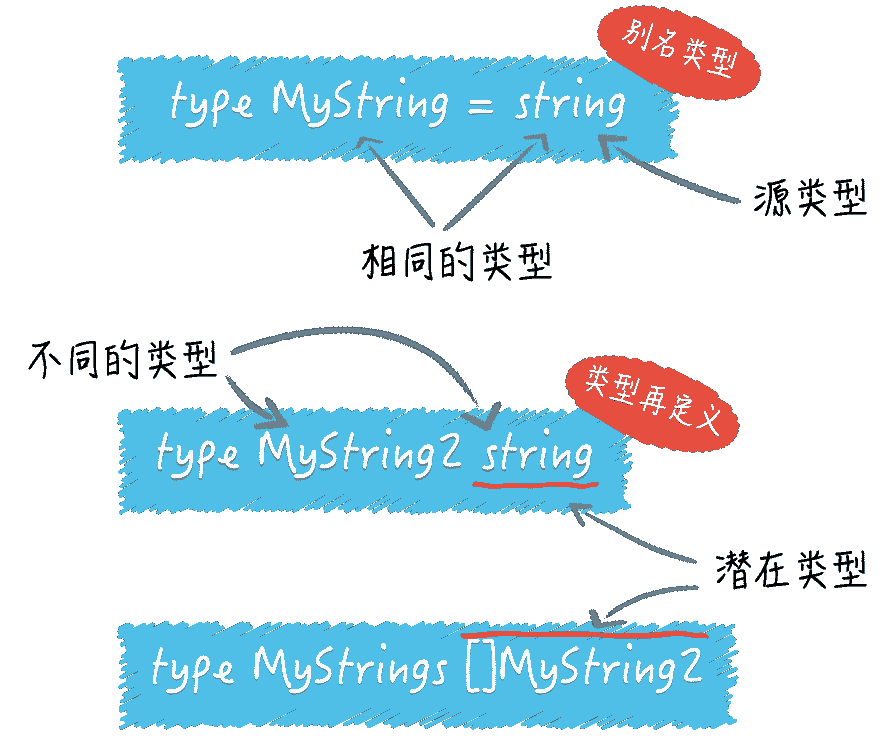 别名类型
type MyString = string
源类型
相同的类型
不同的类型
类型再定义
type MyString2 string
潜在类型
type MyStrings []MyString2